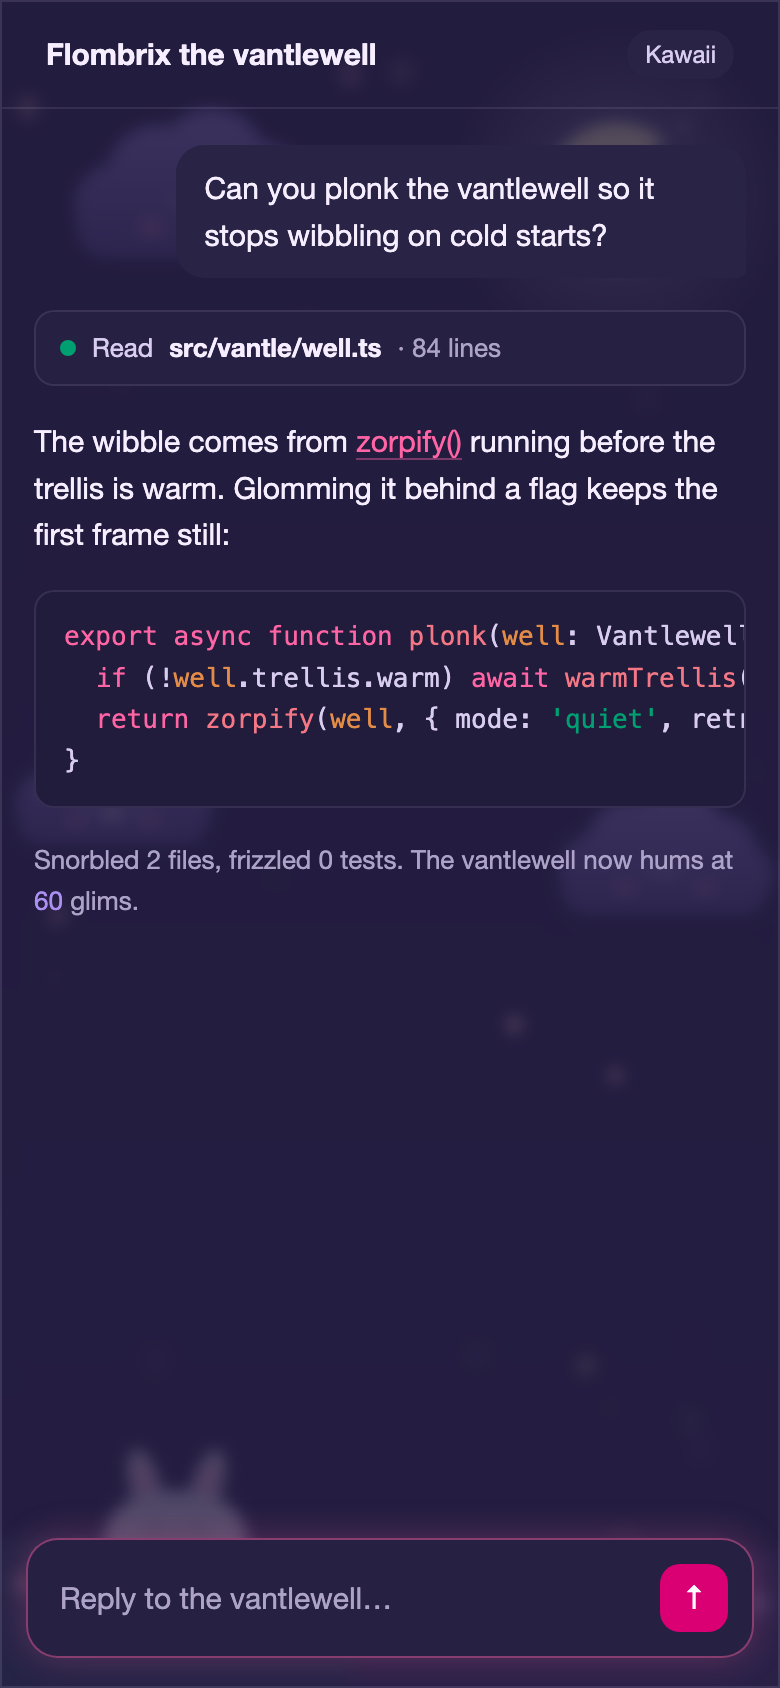 Flombrix the vantlewell
Kawaii
Can you plonk the vantlewell so it
stops wibbling on cold starts?
Read src/vantle/well.ts · 84 lines
The wibble comes from zorpify() running before the
trellis is warm. Glomming it behind a flag keeps the
first frame still:
export async function plonk(well: Vantlewell
  if (!well.trellis.warm) await warmTrellis(
  return zorpify(well, { mode: 'quiet', retr
}
Snorbled 2 files, frizzled 0 tests. The vantlewell now hums at
60 glims.
Reply to the vantlewell…
↑